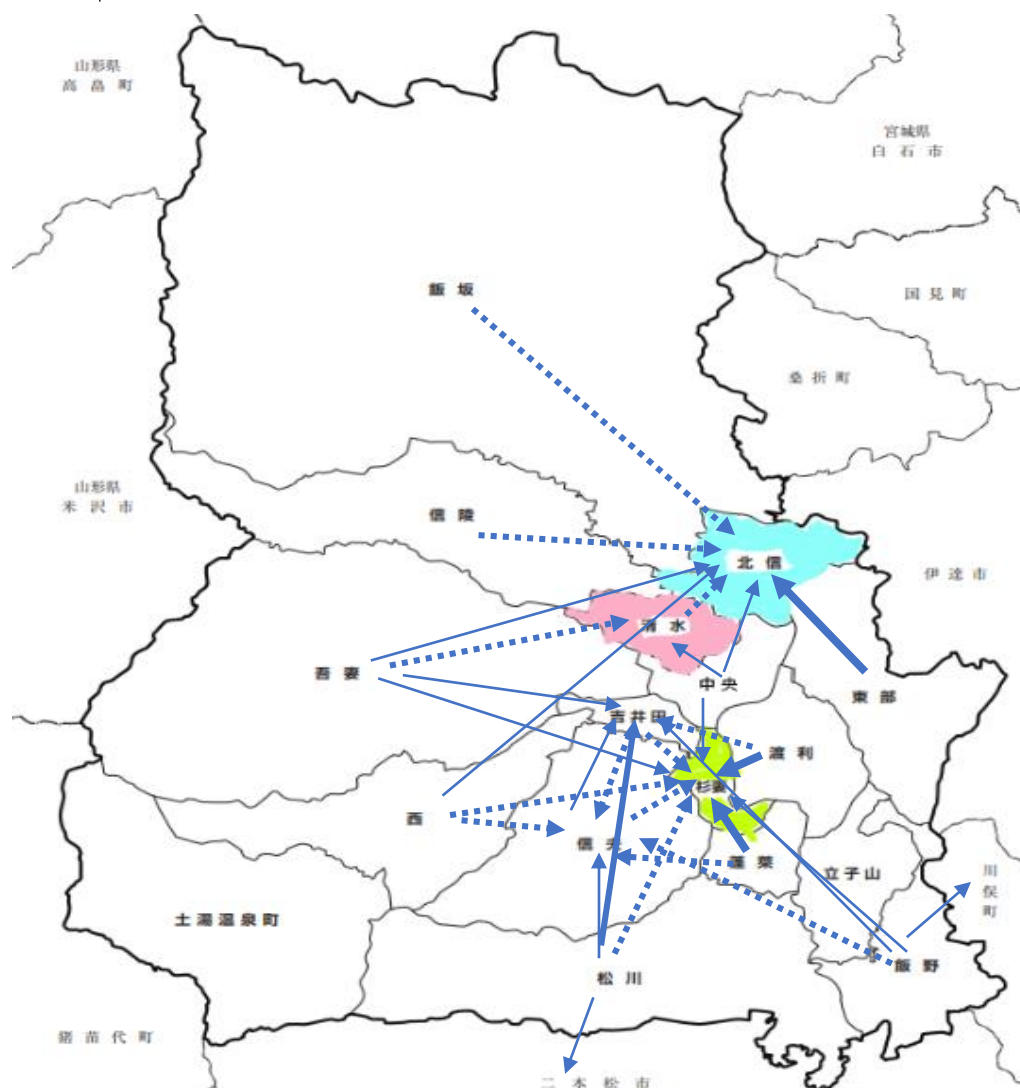 山形県
高畠町
宮城県
白石市
飯坂
国見町
桑折町
山形県
米沢市
信陵
北信
伊達市
清水
吾妻
中央
東部
吉井田
渡利
杉妻
西
信夫
蓬莱
立子山
川俣町
土湯温泉町
飯野
松川
猪苗代町
二本松市